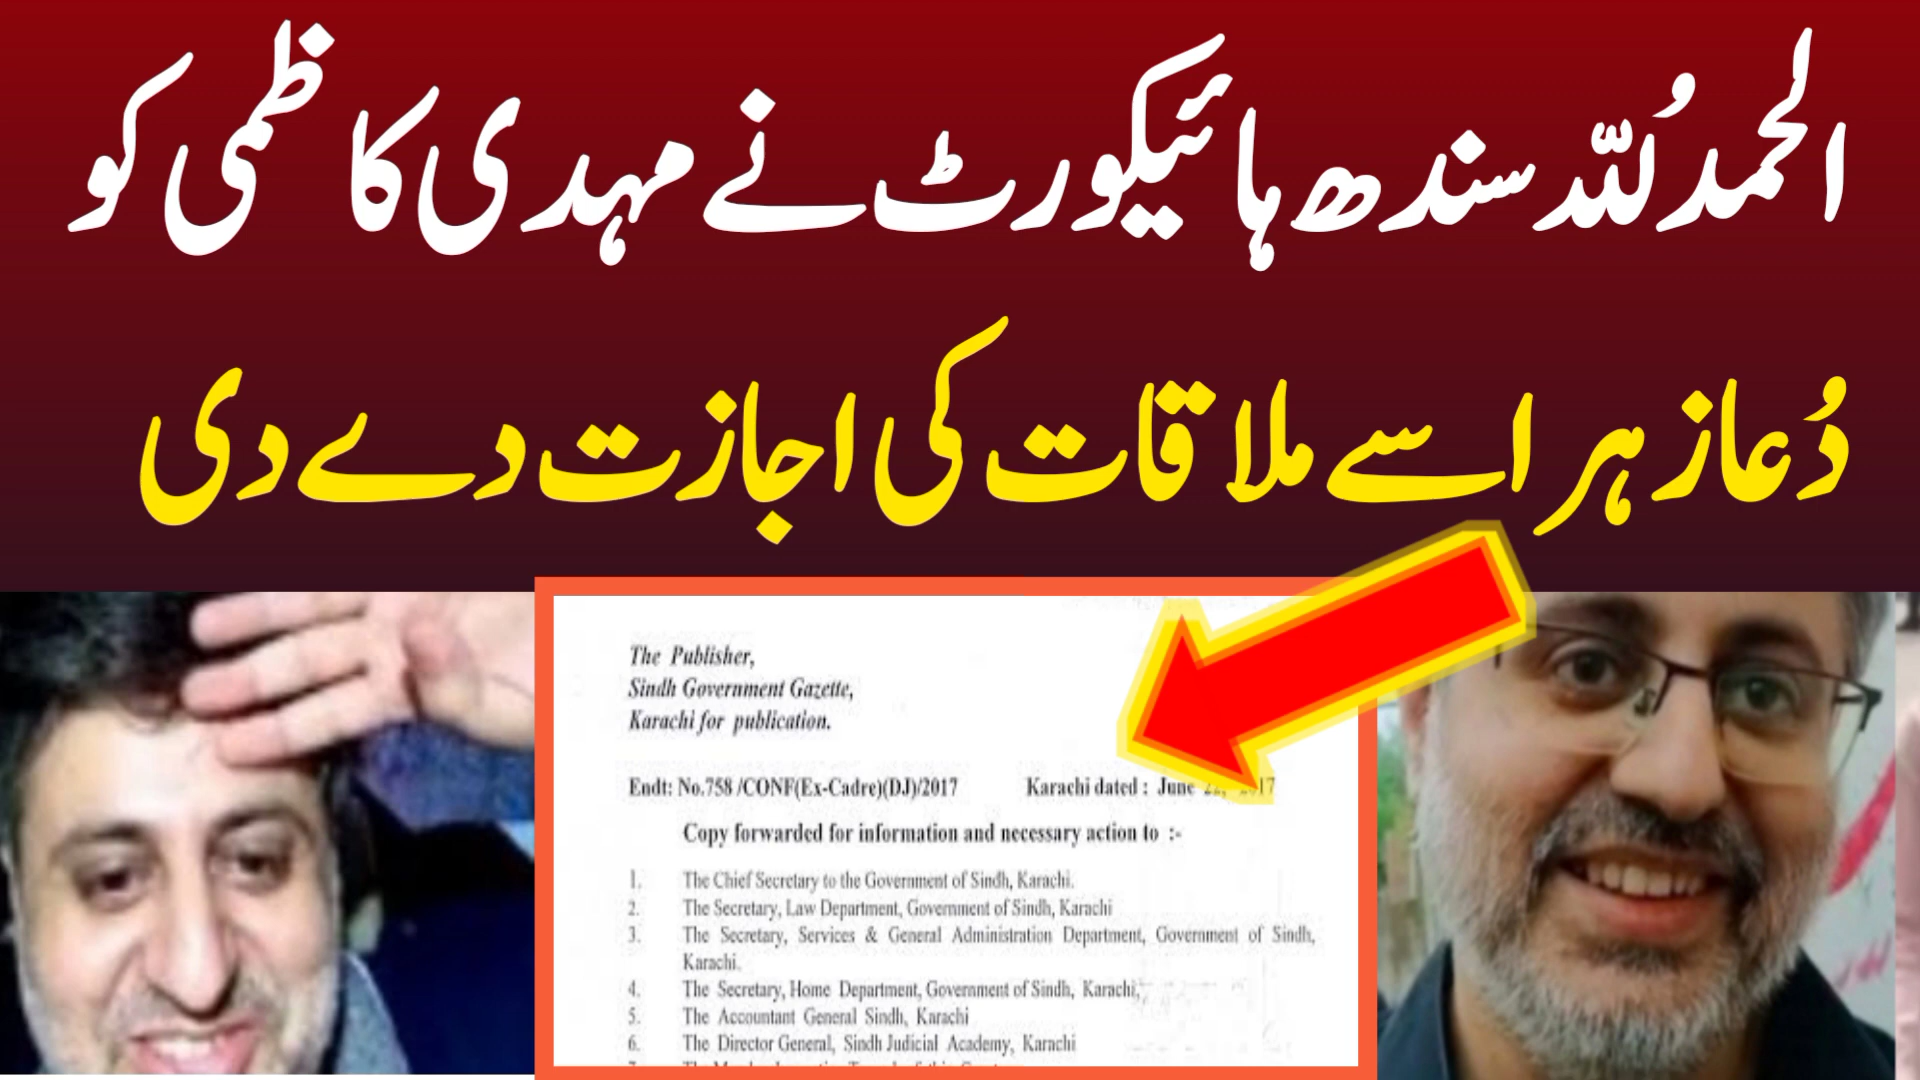 الحمدُللّٰہ سندھ ہائیکورٹ نے مہدی کاظمی کو
دُعا زہرا سے ملاقات کی اجازت دے دی
The Publisher,
Sindh Government Gazette,
Karachi for publication.
Endt: No.758 /CONF(Ex-Cadre)(DJ)/2017 Karachi dated : June
Copy forwarded for information and necessary action to :-
1. The Chief Secretary to the Government of Sindh, Karachi.
2. The Secretary, Law Department, Government of Sindh, Karachi
3. The Secretary, Services & General Administration Department, Government of Sindh,
Karachi.
4. The Secretary, Home Department, Government of Sindh, Karachi,
5. The Accountant General Sindh, Karachi
6. The Director General, Sindh Judicial Academy, Karachi